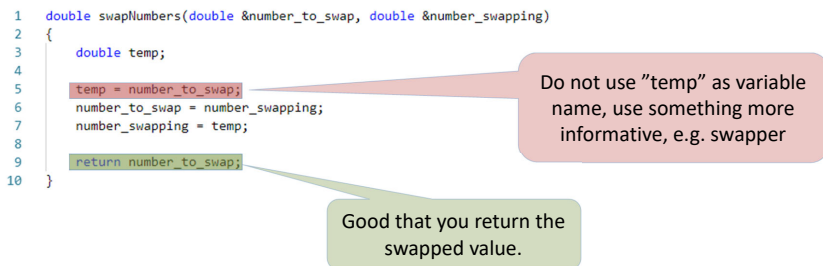 1 double swapNumbers(double &number_to_swap, double &number_swapping)
2 {
3 double temp;
4
5 temp = number_to_swap;
6 number_to_swap = number_swapping;
7 number_swapping = temp;
8
9 return number_to_swap;
10 }
Do not use ”temp” as variable
name, use something more
informative, e.g. swapper
Good that you return the
swapped value.